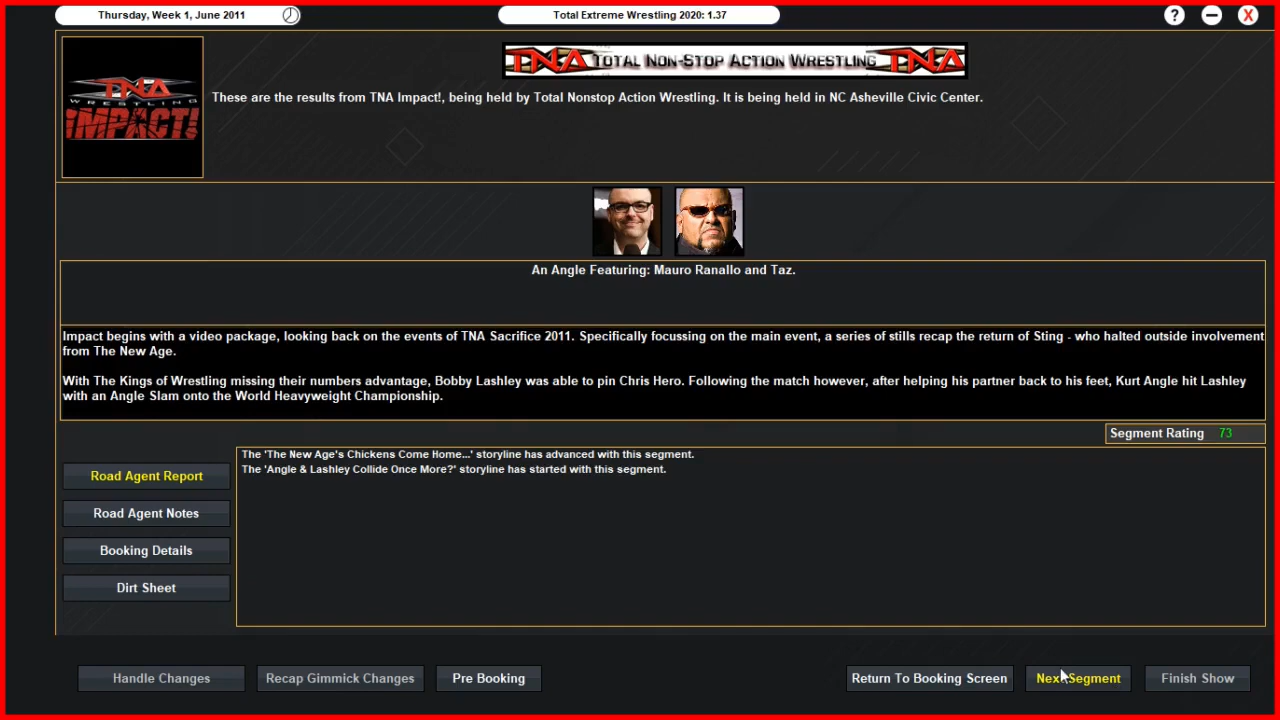 Thursday, Week 1, June 2011
Total Extreme Wrestling 2020: 1.37
?
X
TNA
WRESTLING
iMPACT!
TNA TOTAL NON-STOP ACTION WRESTLING TNA
These are the results from TNA Impact!, being held by Total Nonstop Action Wrestling. It is being held in NC Asheville Civic Center.
An Angle Featuring: Mauro Ranallo and Taz.
Impact begins with a video package, looking back on the events of TNA Sacrifice 2011. Specifically focussing on the main event, a series of stills recap the return of Sting - who halted outside involvement
from The New Age.
With The Kings of Wrestling missing their numbers advantage, Bobby Lashley was able to pin Chris Hero. Following the match however, after helping his partner back to his feet, Kurt Angle hit Lashley
with an Angle Slam onto the World Heavyweight Championship.
Segment Rating 73
The 'The New Age's Chickens Come Home...' storyline has advanced with this segment.
The 'Angle & Lashley Collide Once More?' storyline has started with this segment.
Road Agent Report
Road Agent Notes
Booking Details
Dirt Sheet
Handle Changes
Recap Gimmick Changes
Pre Booking
Return To Booking Screen
Next Segment
Finish Show